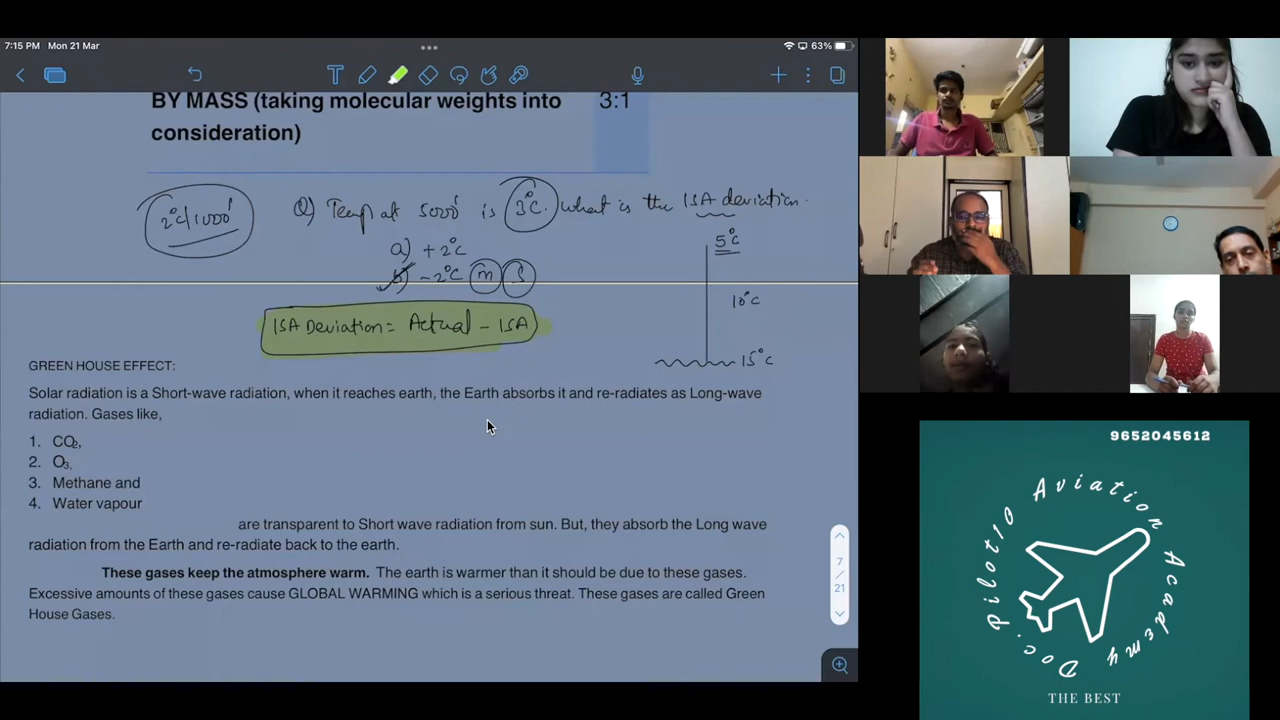 7:15 PM Mon 21 Mar
63%
BY MASS (taking molecular weights into consideration)
3:1
2°c/1000'
Q) Temp at 5000' is 3°c. what is the ISA deviation.
a) +2°c
b) -2°c
m
S
5°c
10°c
15°c
ISA Deviation = Actual - ISA
GREEN HOUSE EFFECT:
Solar radiation is a Short-wave radiation, when it reaches earth, the Earth absorbs it and re-radiates as Long-wave
radiation. Gases like,
1. CO2,
2. O3,
3. Methane and
4. Water vapour
are transparent to Short wave radiation from sun. But, they absorb the Long wave
radiation from the Earth and re-radiate back to the earth.
These gases keep the atmosphere warm. The earth is warmer than it should be due to these gases.
Excessive amounts of these gases cause GLOBAL WARMING which is a serious threat. These gases are called Green
House Gases.
7
/
21
9652045612
Doc.PilotIO Aviation Academy
THE BEST